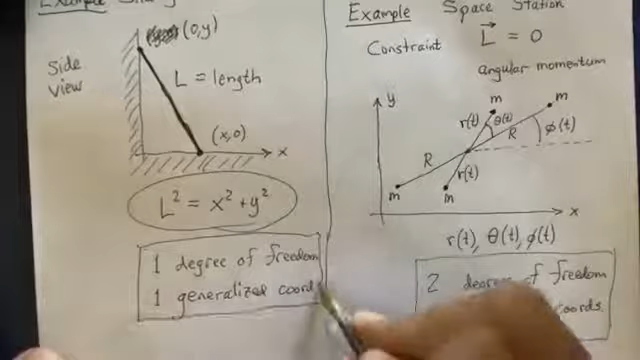 Example
(0,y)
Side
view
L = length
(x,0)
x
L² = x² + y²
1 degree of freedom
1 generalized coord
Example Space Station
Constraint L⃗ = 0
angular momentum
y
m
m
r(t)
θ(t)
R
ϕ(t)
R
r(t)
m
m
x
r(t), θ(t), ϕ(t)
2 degrees of freedom
coords.